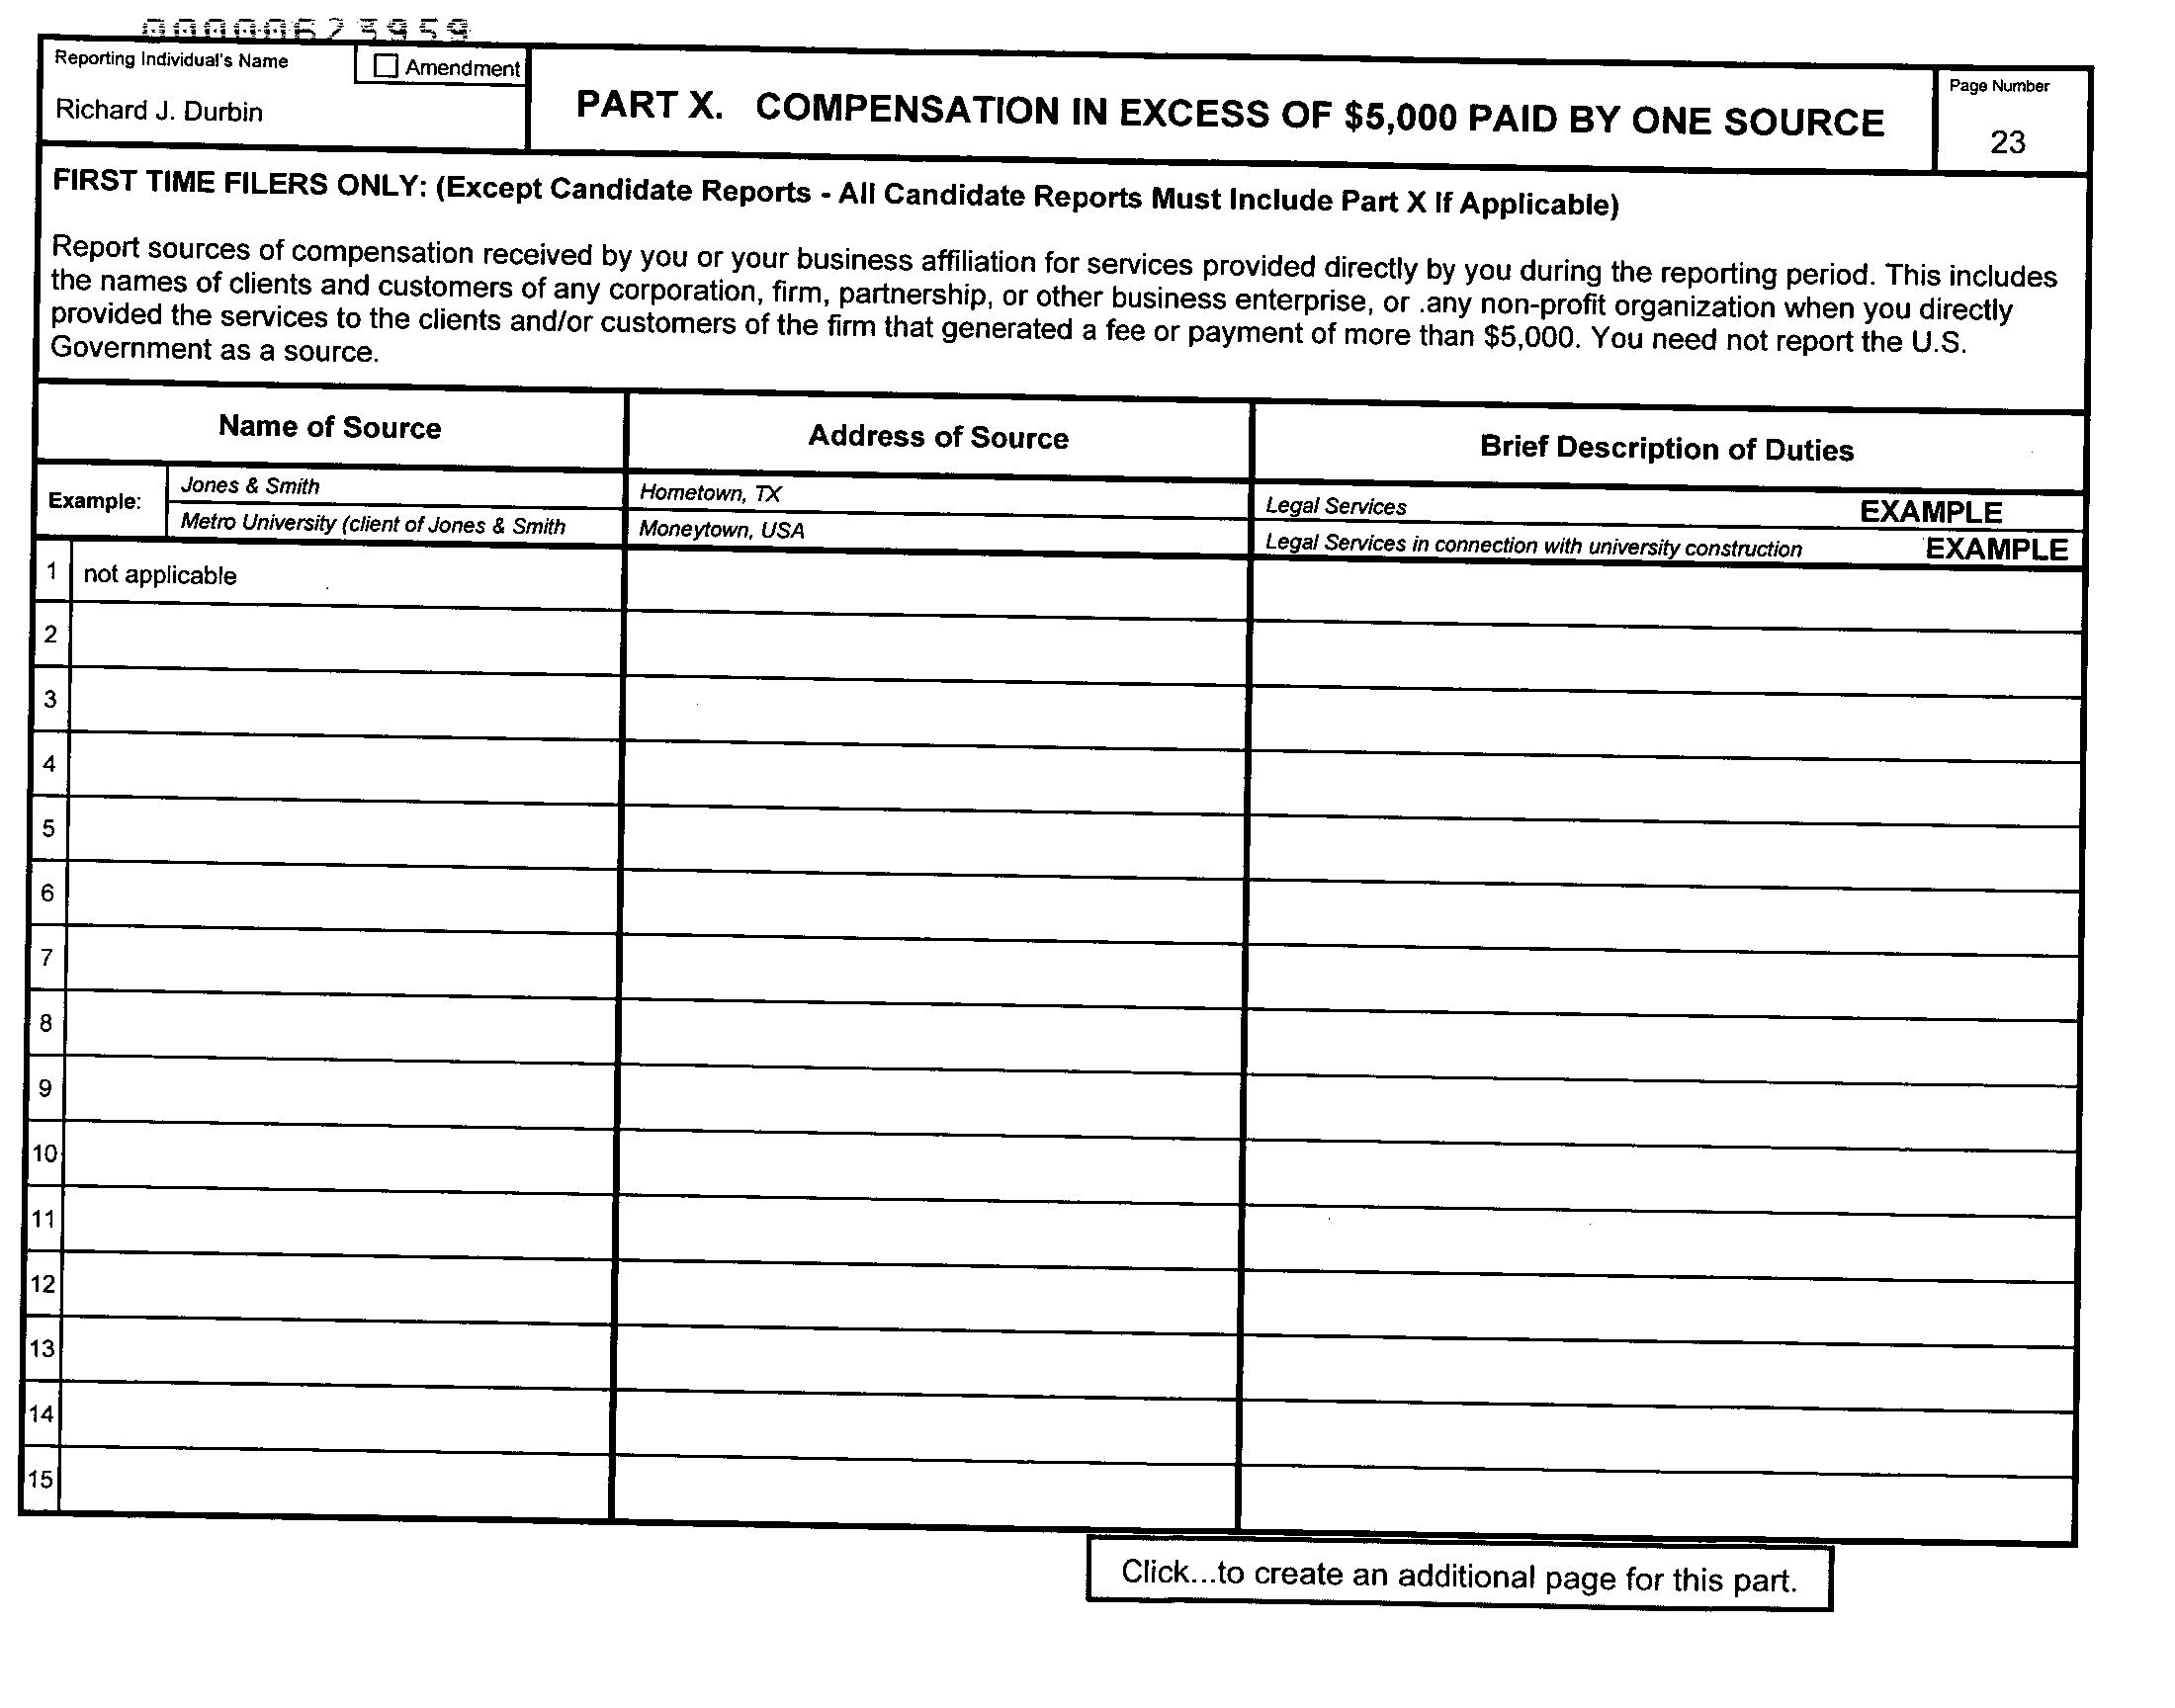 Reporting Individual's Name
Amendment
Richard J. Durbin
PART X. COMPENSATION IN EXCESS OF $5,000 PAID BY ONE SOURCE
Page Number
23
FIRST TIME FILERS ONLY: (Except Candidate Reports - All Candidate Reports Must Include Part X If Applicable)
Report sources of compensation received by you or your business affiliation for services provided directly by you during the reporting period. This includes
the names of clients and customers of any corporation, firm, partnership, or other business enterprise, or .any non-profit organization when you directly
provided the services to the clients and/or customers of the firm that generated a fee or payment of more than $5,000. You need not report the U.S.
Government as a source.
Name of Source Address of Source Brief Description of Duties
Example: Jones & Smith Hometown, TX Legal Services EXAMPLE
Metro University (client of Jones & Smith Moneytown, USA Legal Services in connection with university construction EXAMPLE
1 not applicable
2
3
4
5
6
7
8
9
10
11
12
13
14
15
Click...to create an additional page for this part.